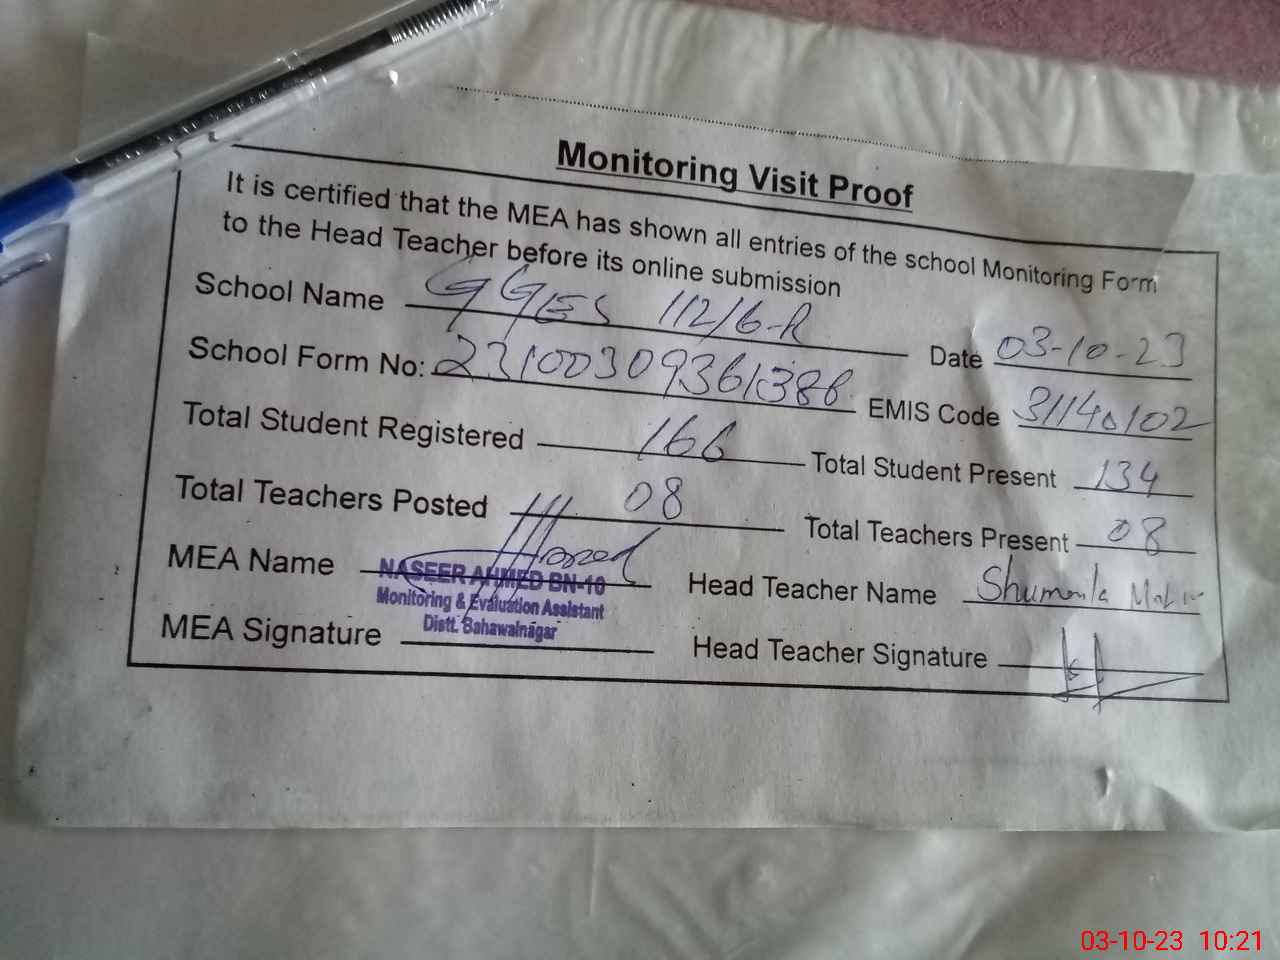 Monitoring Visit Proof
It is certified that the MEA has shown all entries of the school Monitoring Form
to the Head Teacher before its online submission
School Name GGES 112/6-R Date 03-10-23
School Form No: 23100309361388 EMIS Code 31140102
Total Student Registered 166 Total Student Present 134
Total Teachers Posted 08 Total Teachers Present 08
MEA Name NASEER AHMED BN-10 Head Teacher Name Shumaila
Monitoring & Evaluation Assistant
Distt. Bahawalnagar
MEA Signature Head Teacher Signature
03-10-23 10:21